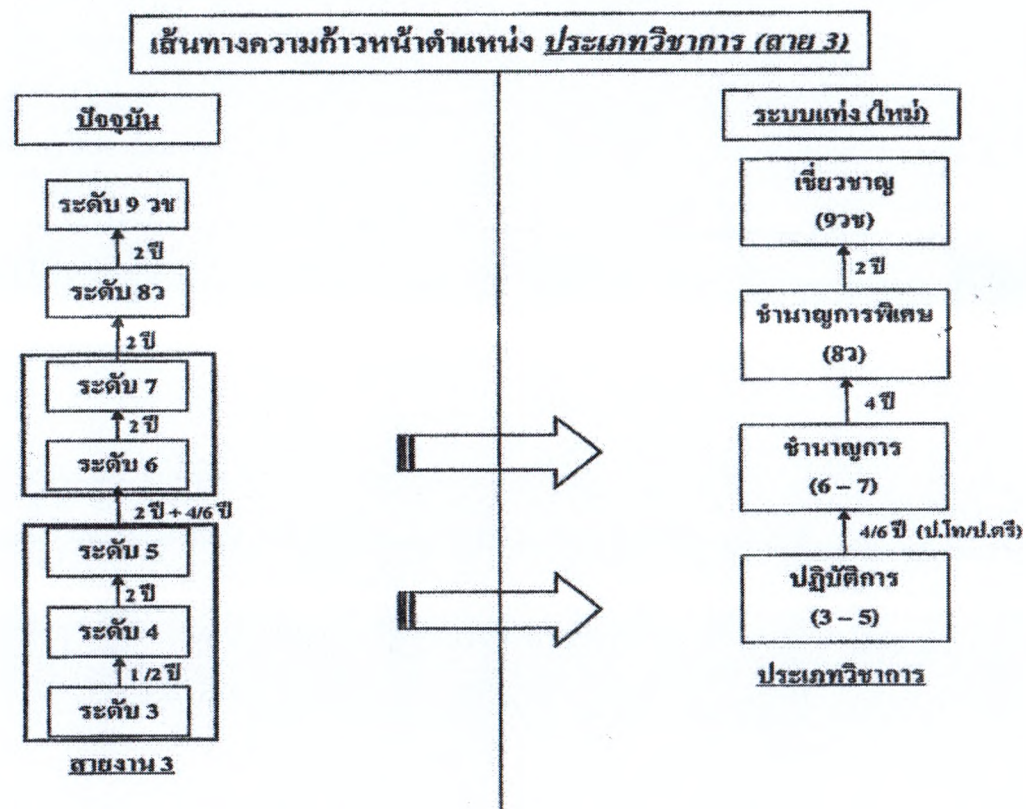 เส้นทางความก้าวหน้าตำแหน่ง ประเภทวิชาการ (สาย 3)
ปัจจุบัน
ระดับ 9 วช
2 ปี
ระดับ 8ว
2 ปี
ระดับ 7
2 ปี
ระดับ 6
2 ปี + 4/6 ปี
ระดับ 5
2 ปี
ระดับ 4
1 /2 ปี
ระดับ 3
สายงาน 3
ระบบแท่ง (ใหม่)
เชี่ยวชาญ
(9วช)
2 ปี
ชำนาญการพิเศษ
(8ว)
4 ปี
ชำนาญการ
(6 – 7)
4/6 ปี (ป.โท/ป.ตรี)
ปฏิบัติการ
(3 – 5)
ประเภทวิชาการ